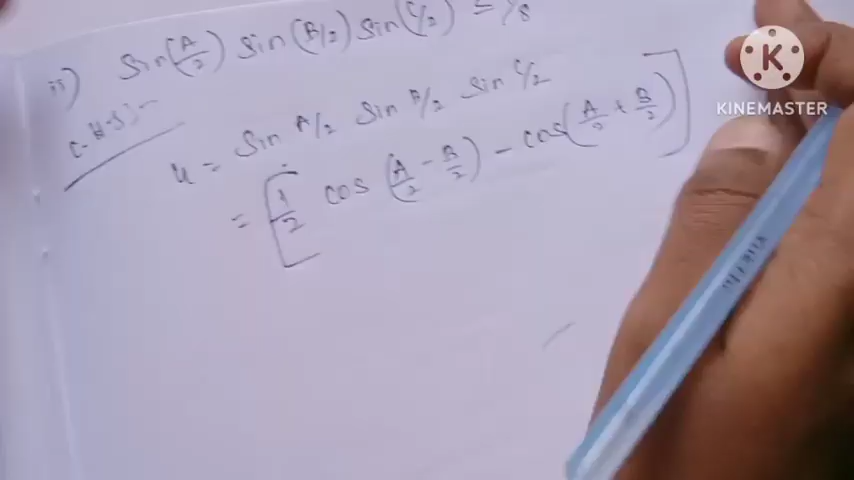 ii) sin(A/2) sin(B/2) sin(C/2) ≤ 1/8
L.H.S :-
u = sin A/2 sin B/2 sin C/2
= [1/2 cos (A/2 - B/2) - cos(A/2 + B/2)]
K
KINEMASTER